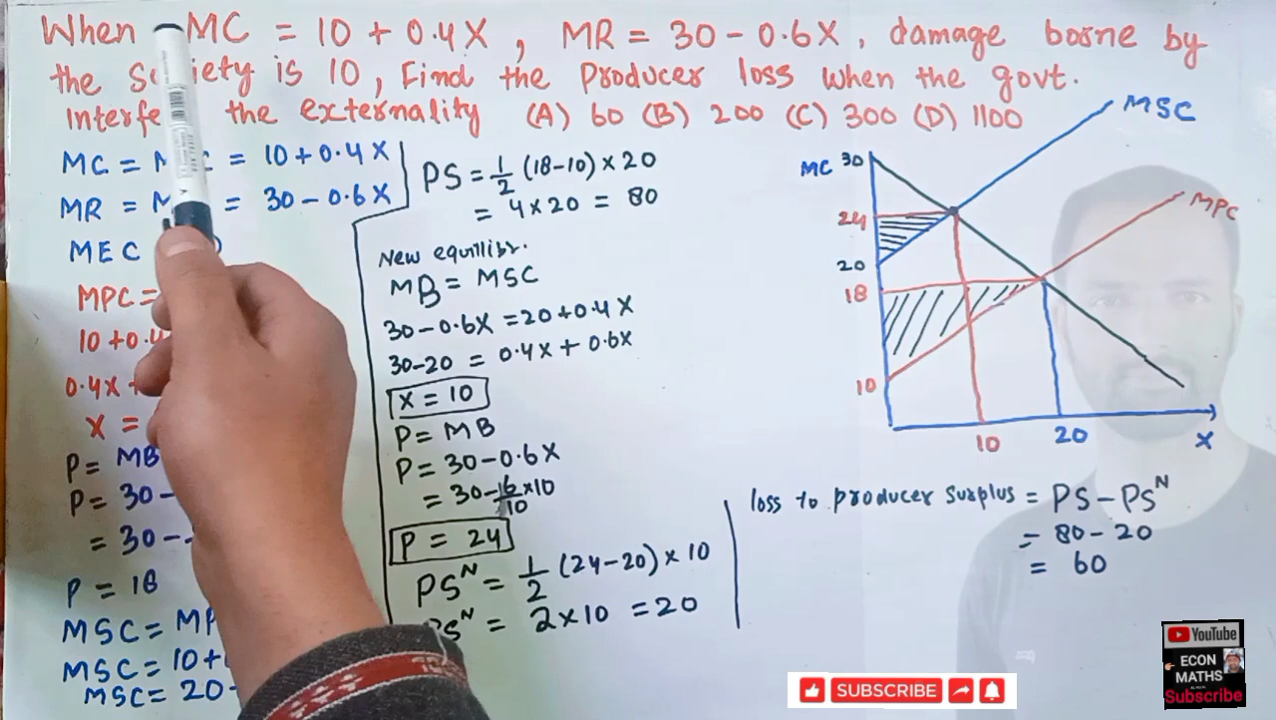 When MC = 10 + 0.4X , MR = 30 - 0.6X , damage borne by
the is 10 , Find the Producer loss when the govt.
the externality (A) 60 (B) 200 (C) 300 (D) 1100
MC = = 10 + 0.4X
MR = = 30 - 0.6X
MEC
MPC =
10 + 0.4
0.4X +
X =
P = MB
P = 30 -
= 30 -
P = 18
MSC =
MSC = 10 +
MSC = 20
PS = 1/2 (18-10) × 20
= 4 × 20 = 80
New equilibr.
MB = MSC
30 - 0.6X = 20 + 0.4X
30 - 20 = 0.4X + 0.6X
X = 10
P = MB
P = 30 - 0.6X
= 30 - 6/10 × 10
P = 24
PSᴺ = 1/2 (24-20) × 10
= 2 × 10 = 20
MC 30
24
20
18
10
MSC
MPC
10 20 X
loss to producer surplus = PS - PSᴺ
= 80 - 20
= 60
SUBSCRIBE
YouTube
ECON
MATHS
Subscribe